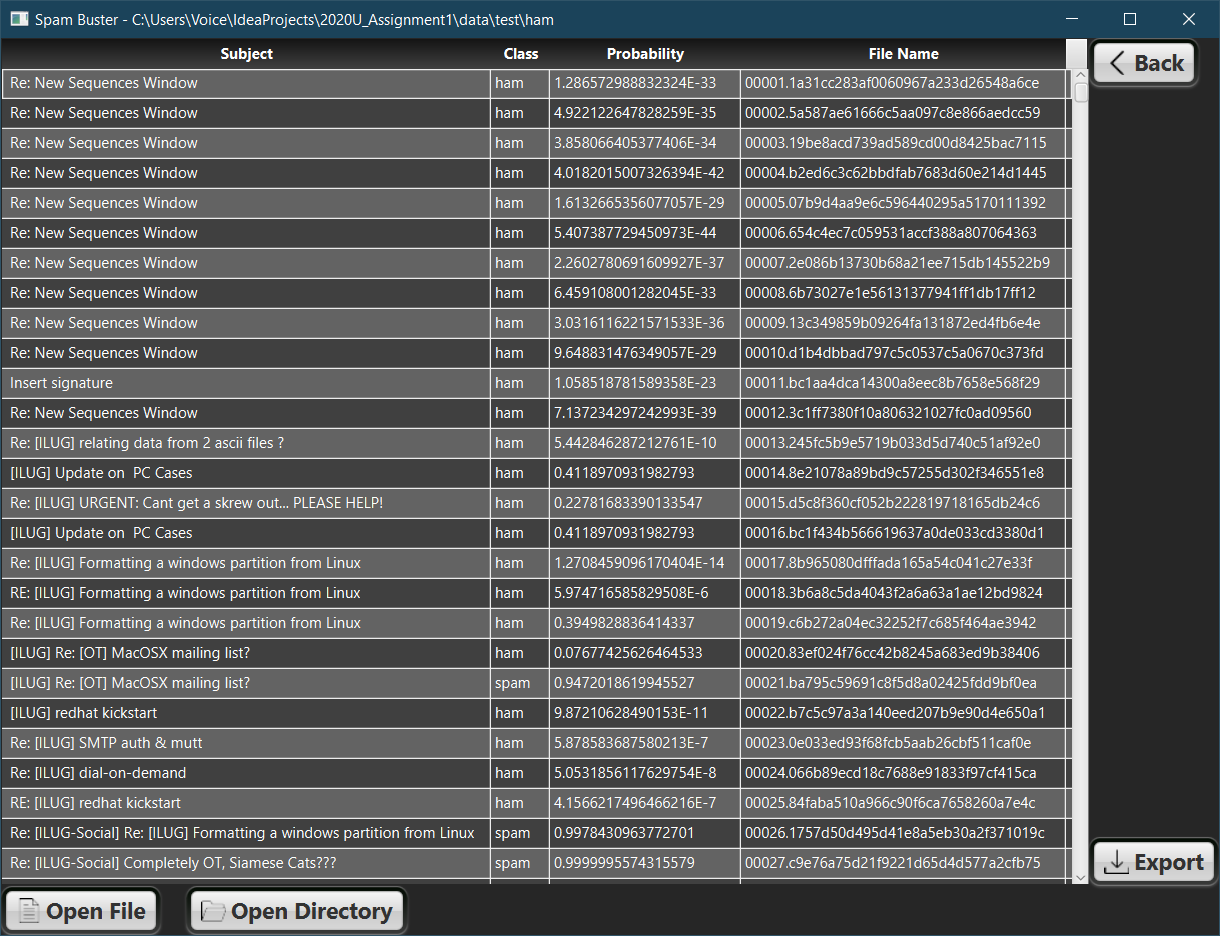 Spam Buster - C:\Users\Voice\IdeaProjects\2020U_Assignment1\data\test\ham
Subject Class Probability File Name
Back
Re: New Sequences Window ham 1.286572988832324E-33 00001.1a31cc283af0060967a233d26548a6ce
Re: New Sequences Window ham 4.922122647828259E-35 00002.5a587ae61666c5aa097c8e866aedcc59
Re: New Sequences Window ham 3.858066405377406E-34 00003.19be8acd739ad589cd00d8425bac7115
Re: New Sequences Window ham 4.0182015007326394E-42 00004.b2ed6c3c62bbdfab7683d60e214d1445
Re: New Sequences Window ham 1.6132665356077057E-29 00005.07b9d4aa9e6c596440295a5170111392
Re: New Sequences Window ham 5.407387729450973E-44 00006.654c4ec7c059531accf388a807064363
Re: New Sequences Window ham 2.2602780691609927E-37 00007.2e086b13730b68a21ee715db145522b9
Re: New Sequences Window ham 6.459108001282045E-33 00008.6b73027e1e56131377941ff1db17ff12
Re: New Sequences Window ham 3.0316116221571533E-36 00009.13c349859b09264fa131872ed4fb6e4e
Re: New Sequences Window ham 9.648831476349057E-29 00010.d1b4dbbad797c5c0537c5a0670c373fd
Insert signature ham 1.058518781589358E-23 00011.bc1aa4dca14300a8eec8b7658e568f29
Re: New Sequences Window ham 7.137234297242993E-39 00012.3c1ff7380f10a806321027fc0ad09560
Re: [ILUG] relating data from 2 ascii files ? ham 5.442846287212761E-10 00013.245fc5b9e5719b033d5d740c51af92e0
[ILUG] Update on  PC Cases ham 0.4118970931982793 00014.8e21078a89bd9c57255d302f346551e8
Re: [ILUG] URGENT: Cant get a skrew out... PLEASE HELP! ham 0.22781683390133547 00015.d5c8f360cf052b222819718165db24c6
[ILUG] Update on  PC Cases ham 0.4118970931982793 00016.bc1f434b566619637a0de033cd3380d1
Re: [ILUG] Formatting a windows partition from Linux ham 1.2708459096170404E-14 00017.8b965080dfffada165a54c041c27e33f
RE: [ILUG] Formatting a windows partition from Linux ham 5.974716585829508E-6 00018.3b6a8c5da4043f2a6a63a1ae12bd9824
Re: [ILUG] Formatting a windows partition from Linux ham 0.3949828836414337 00019.c6b272a04ec32252f7c685f464ae3942
[ILUG] Re: [OT] MacOSX mailing list? ham 0.07677425626464533 00020.83ef024f76cc42b8245a683ed9b38406
[ILUG] Re: [OT] MacOSX mailing list? spam 0.9472018619945527 00021.ba795c59691c8f5d8a02425fdd9bf0ea
[ILUG] redhat kickstart ham 9.87210628490153E-11 00022.b7c5c97a3a140eed207b9e90d4e650a1
Re: [ILUG] SMTP auth & mutt ham 5.878583687580213E-7 00023.0e033ed93f68fcb5aab26cbf511caf0e
Re: [ILUG] dial-on-demand ham 5.0531856117629754E-8 00024.066b89ecd18c7688e91833f97cf415ca
RE: [ILUG] redhat kickstart ham 4.1566217496466216E-7 00025.84faba510a966c90f6ca7658260a7e4c
Re: [ILUG-Social] Re: [ILUG] Formatting a windows partition from Linux spam 0.9978430963772701 00026.1757d50d495d41e8a5eb30a2f371019c
Re: [ILUG-Social] Completely OT, Siamese Cats??? spam 0.9999995574315579 00027.c9e76a75d21f9221d65d4d577a2cfb75
Export
Open File Open Directory